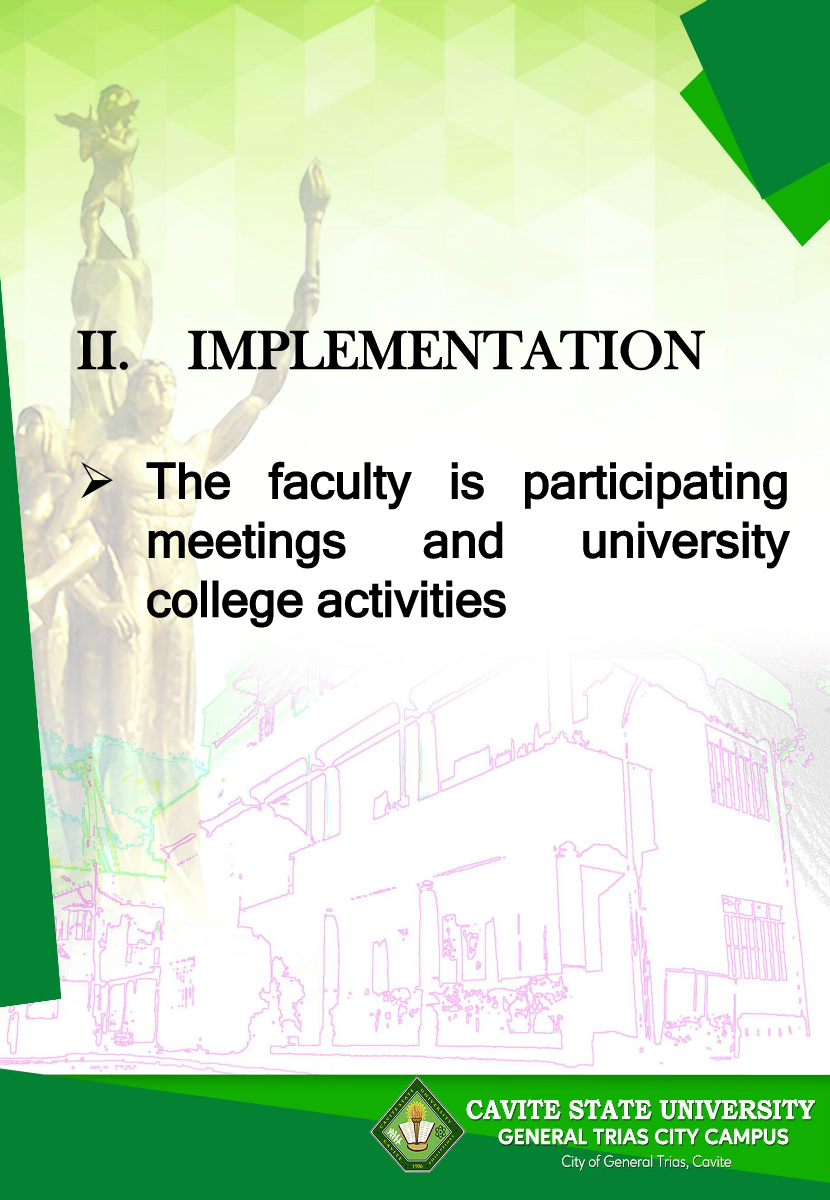 II. IMPLEMENTATION
➢ The faculty is participating
meetings and university
college activities
CAVITE STATE UNIVERSITY
GENERAL TRIAS CITY CAMPUS
City of General Trias, Cavite
1906